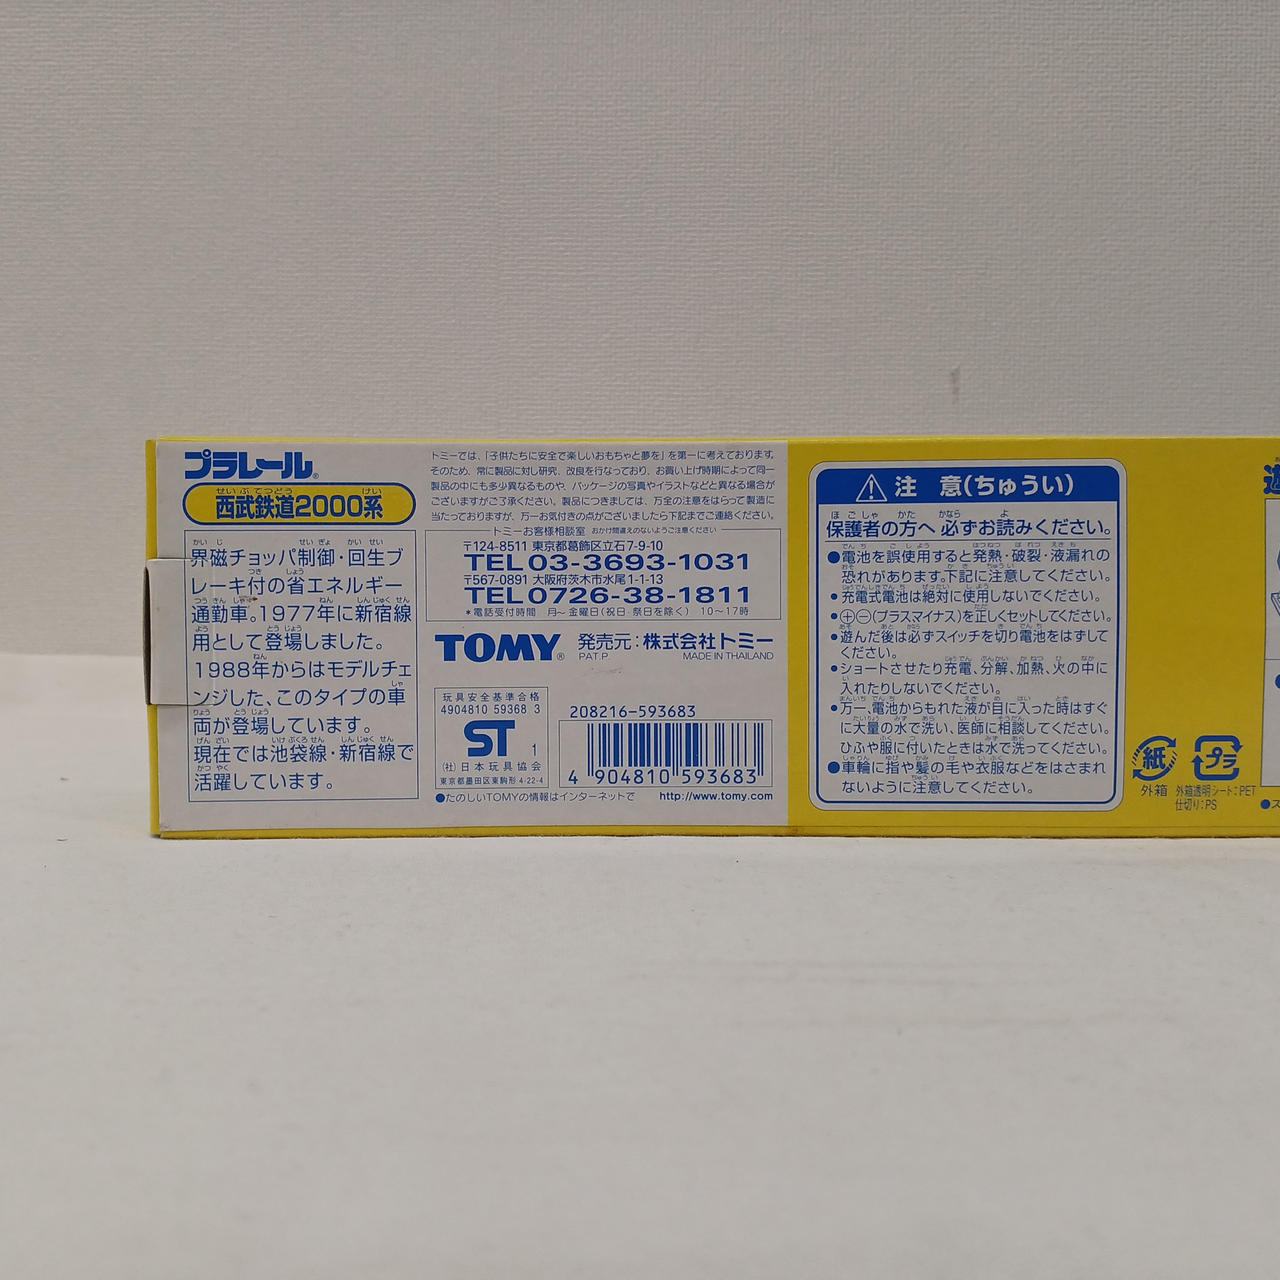 プラレール®
西武鉄道2000系
界磁チョッパ制御・回生ブ
レーキ付の省エネルギー
通勤車。1977年に新宿線
用として登場しました。
1988年からはモデルチェ
ンジした、このタイプの車
両が登場しています。
現在では池袋線・新宿線で
活躍しています。
トミーでは、「子供たちに安全で楽しいおもちゃと夢を」を第一に考えております。
そのため、常に製品に対し研究、改良を行なっており、お買い上げ時期によって同一
製品の中にも多少異なるものや、パッケージの写真やイラストなどと異なる場合が
ございますがご了承ください。製品につきましては、万全の注意をはらって製造に
当たっておりますが、万一お気付きの点がございましたら下記までご連絡ください。
トミーお客様相談室 おかけ間違えのないようご注意ください
〒124-8511 東京都葛飾区立石7-9-10
TEL03-3693-1031
〒567-0891 大阪府茨木市水尾1-1-13
TEL0726-38-1811
*電話受付時間 月〜金曜日(祝日・祭日を除く) 10〜17時
TOMY® 発売元:株式会社トミー
PAT.P MADE IN THAILAND
玩具安全基準合格
4904810 59368 3
ST 1
(社)日本玩具協会
東京都墨田区東駒形4-22-4
208216-593683
4 904810 593683
●たのしいTOMYの情報はインターネットで http://www.tomy.com
注 意(ちゅうい)
保護者の方へ 必ずお読みください。
●電池を誤使用すると発熱・破裂・液漏れの
恐れがあります。下記に注意してください。
・充電式電池は絶対に使用しないでください。
・⊕⊖(プラスマイナス)を正しくセットしてください。
・遊んだ後は必ずスイッチを切り電池をはずして
ください。
・ショートさせたり充電、分解、加熱、火の中に
入れたりしないでください。
・万一、電池からもれた液が目に入った時はすぐ
に大量の水で洗い、医師に相談してください。
ひふや服に付いたときは水で洗ってください。
●車輪に指や髪の毛や衣服などをはさまれ
ないように注意してください。
紙
外箱
プラ
外箱透明シート:PET
仕切り:PS